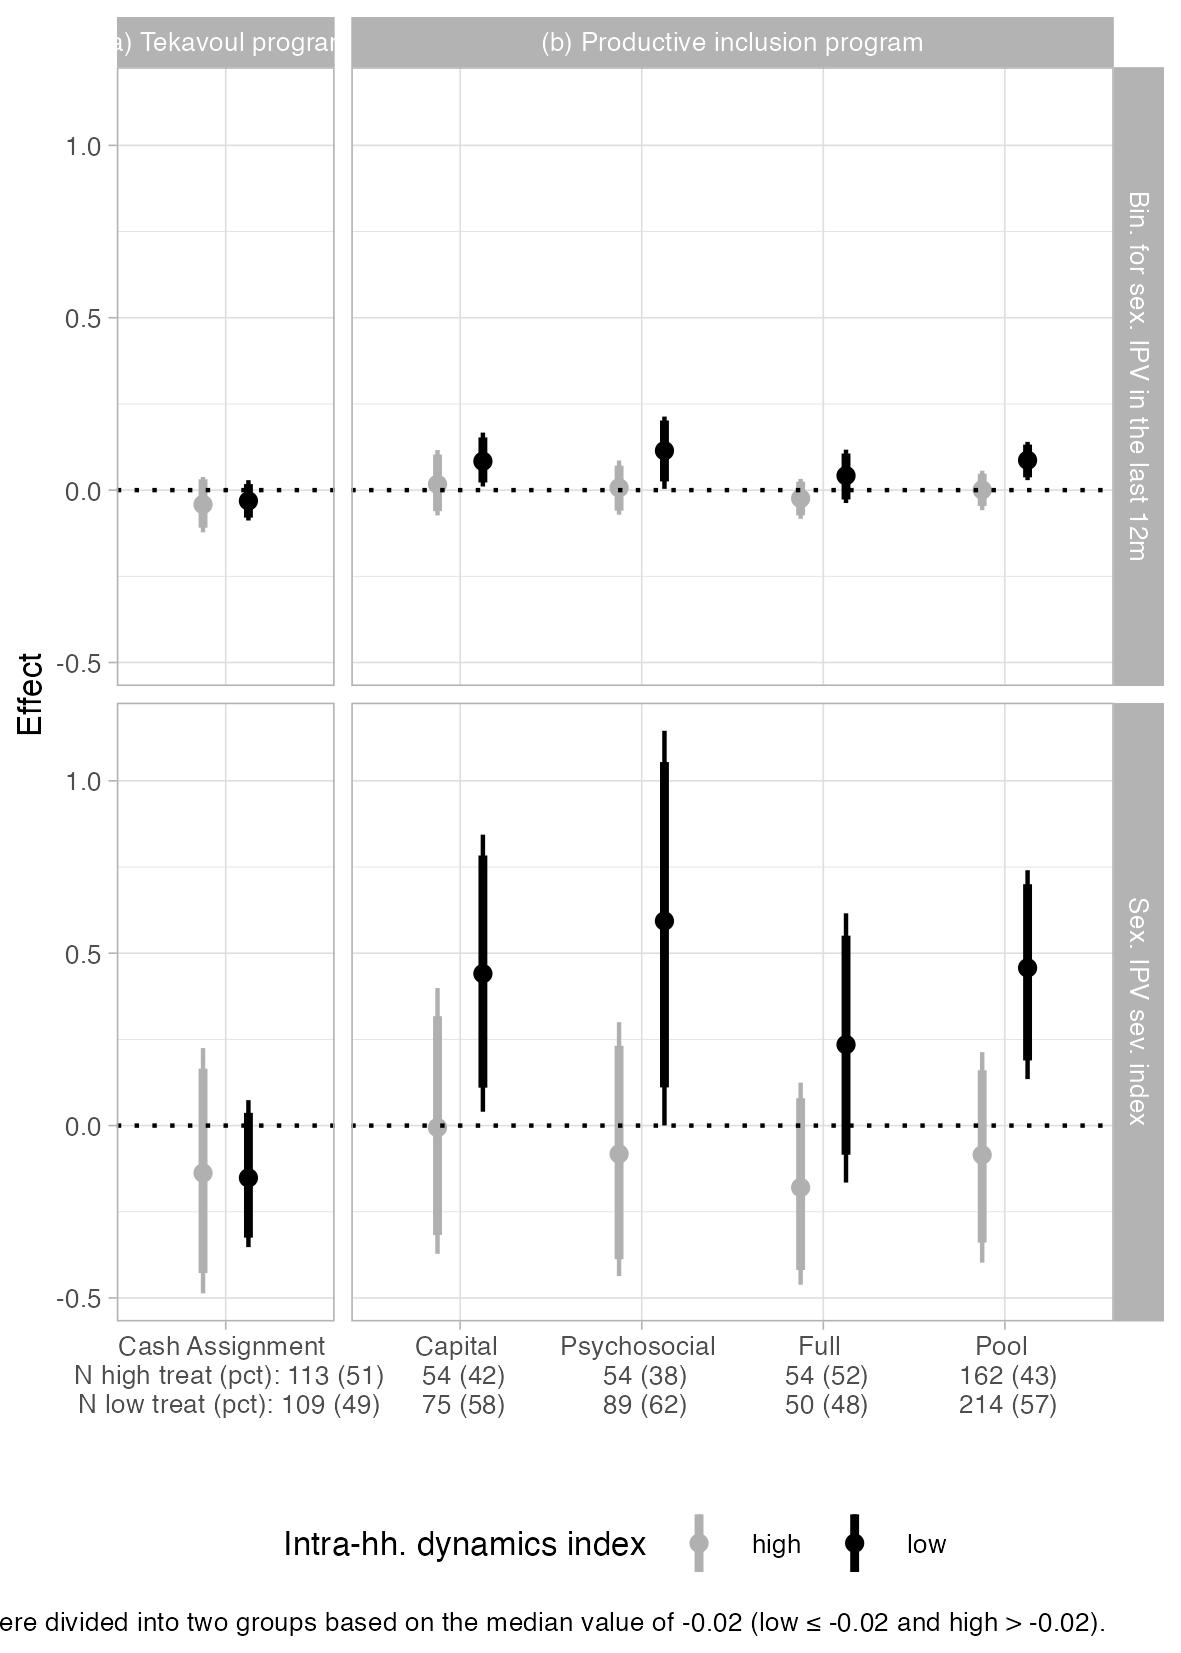 a) Tekavoul program
(b) Productive inclusion program
1.0
0.5
0.0
-0.5
Bin. for sex. IPV in the last 12m
Effect
1.0
0.5
0.0
-0.5
Sex. IPV sev. index
Cash Assignment Capital Psychosocial Full Pool
N high treat (pct): 113 (51) 54 (42) 54 (38) 54 (52) 162 (43)
N low treat (pct): 109 (49) 75 (58) 89 (62) 50 (48) 214 (57)
Intra-hh. dynamics index high low
ere divided into two groups based on the median value of -0.02 (low ≤ -0.02 and high > -0.02).